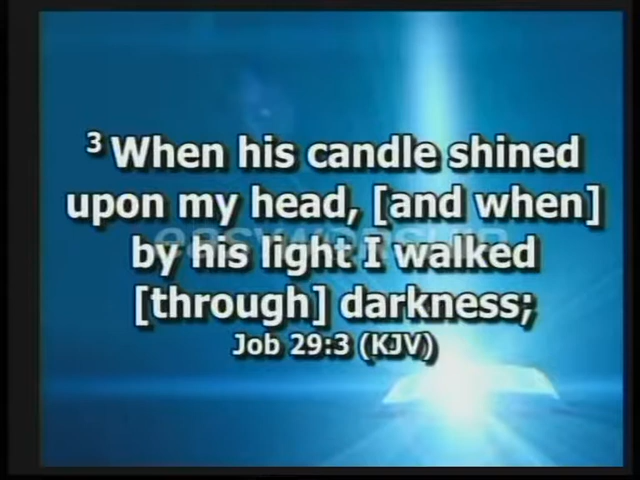 3 When his candle shined
upon my head, [and when]
easyworship
by his light I walked
[through] darkness;
Job 29:3 (KJV)